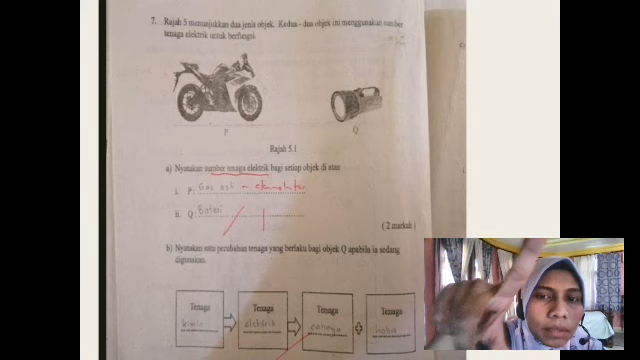 7. Rajah 5 menunjukkan dua jenis objek. Kedua - dua objek ini menggunakan sumber
tenaga elektrik untuk berfungsi.
P
Q
Rajah 5.1
a) Nyatakan sumber tenaga elektrik bagi setiap objek di atas
i. P: Gas asli - akumulator
ii. Q: Bateri
( 2 markah )
b) Nyatakan satu perubahan tenaga yang berlaku bagi objek Q apabila ia sedang
digunakan.
Tenaga Tenaga Tenaga Tenaga
kimia elektrik cahaya haba